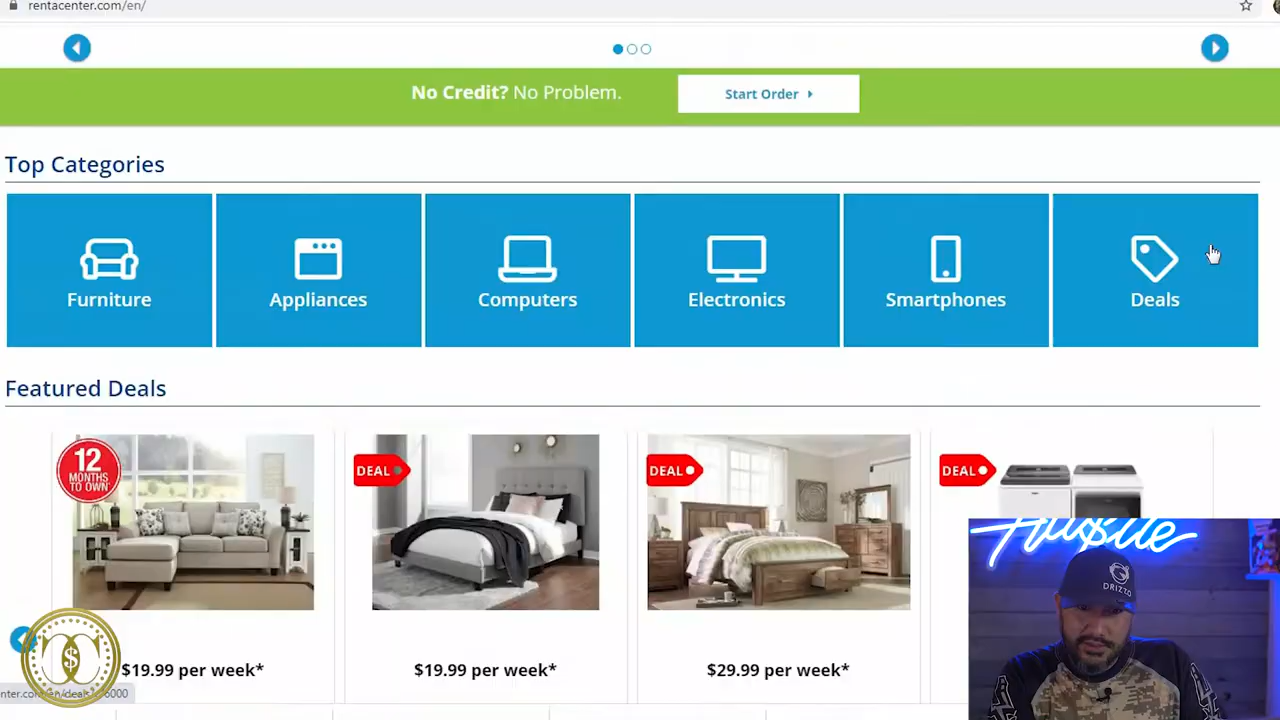 rentacenter.com/en/
No Credit? No Problem.
Start Order
Top Categories
Furniture
Appliances
Computers
Electronics
Smartphones
Deals
Featured Deals
12
MONTHS
TO OWN
DEAL
DEAL
DEAL
Hustle
DRIZZO
$19.99 per week*
$19.99 per week*
$29.99 per week*